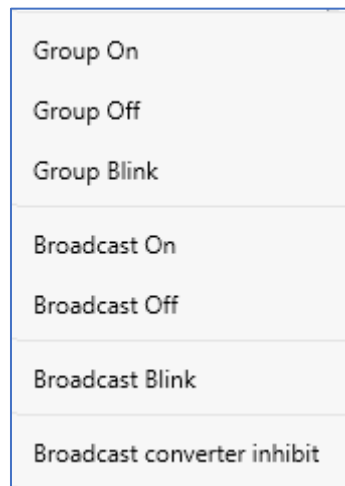 Group On
Group Off
Group Blink
Broadcast On
Broadcast Off
Broadcast Blink
Broadcast converter inhibit